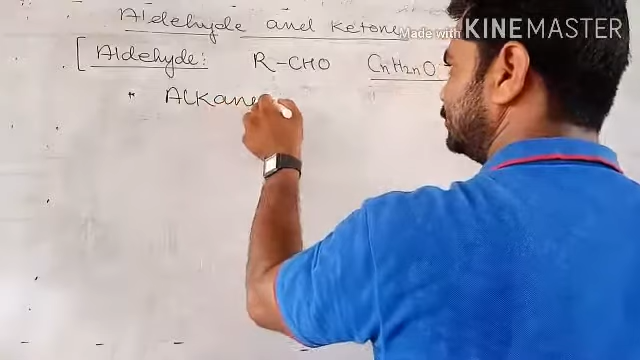 Aldehyde and Ketone
Made with KINEMASTER
[ Aldehyde: R-CHO CnH2nO
* Alkane